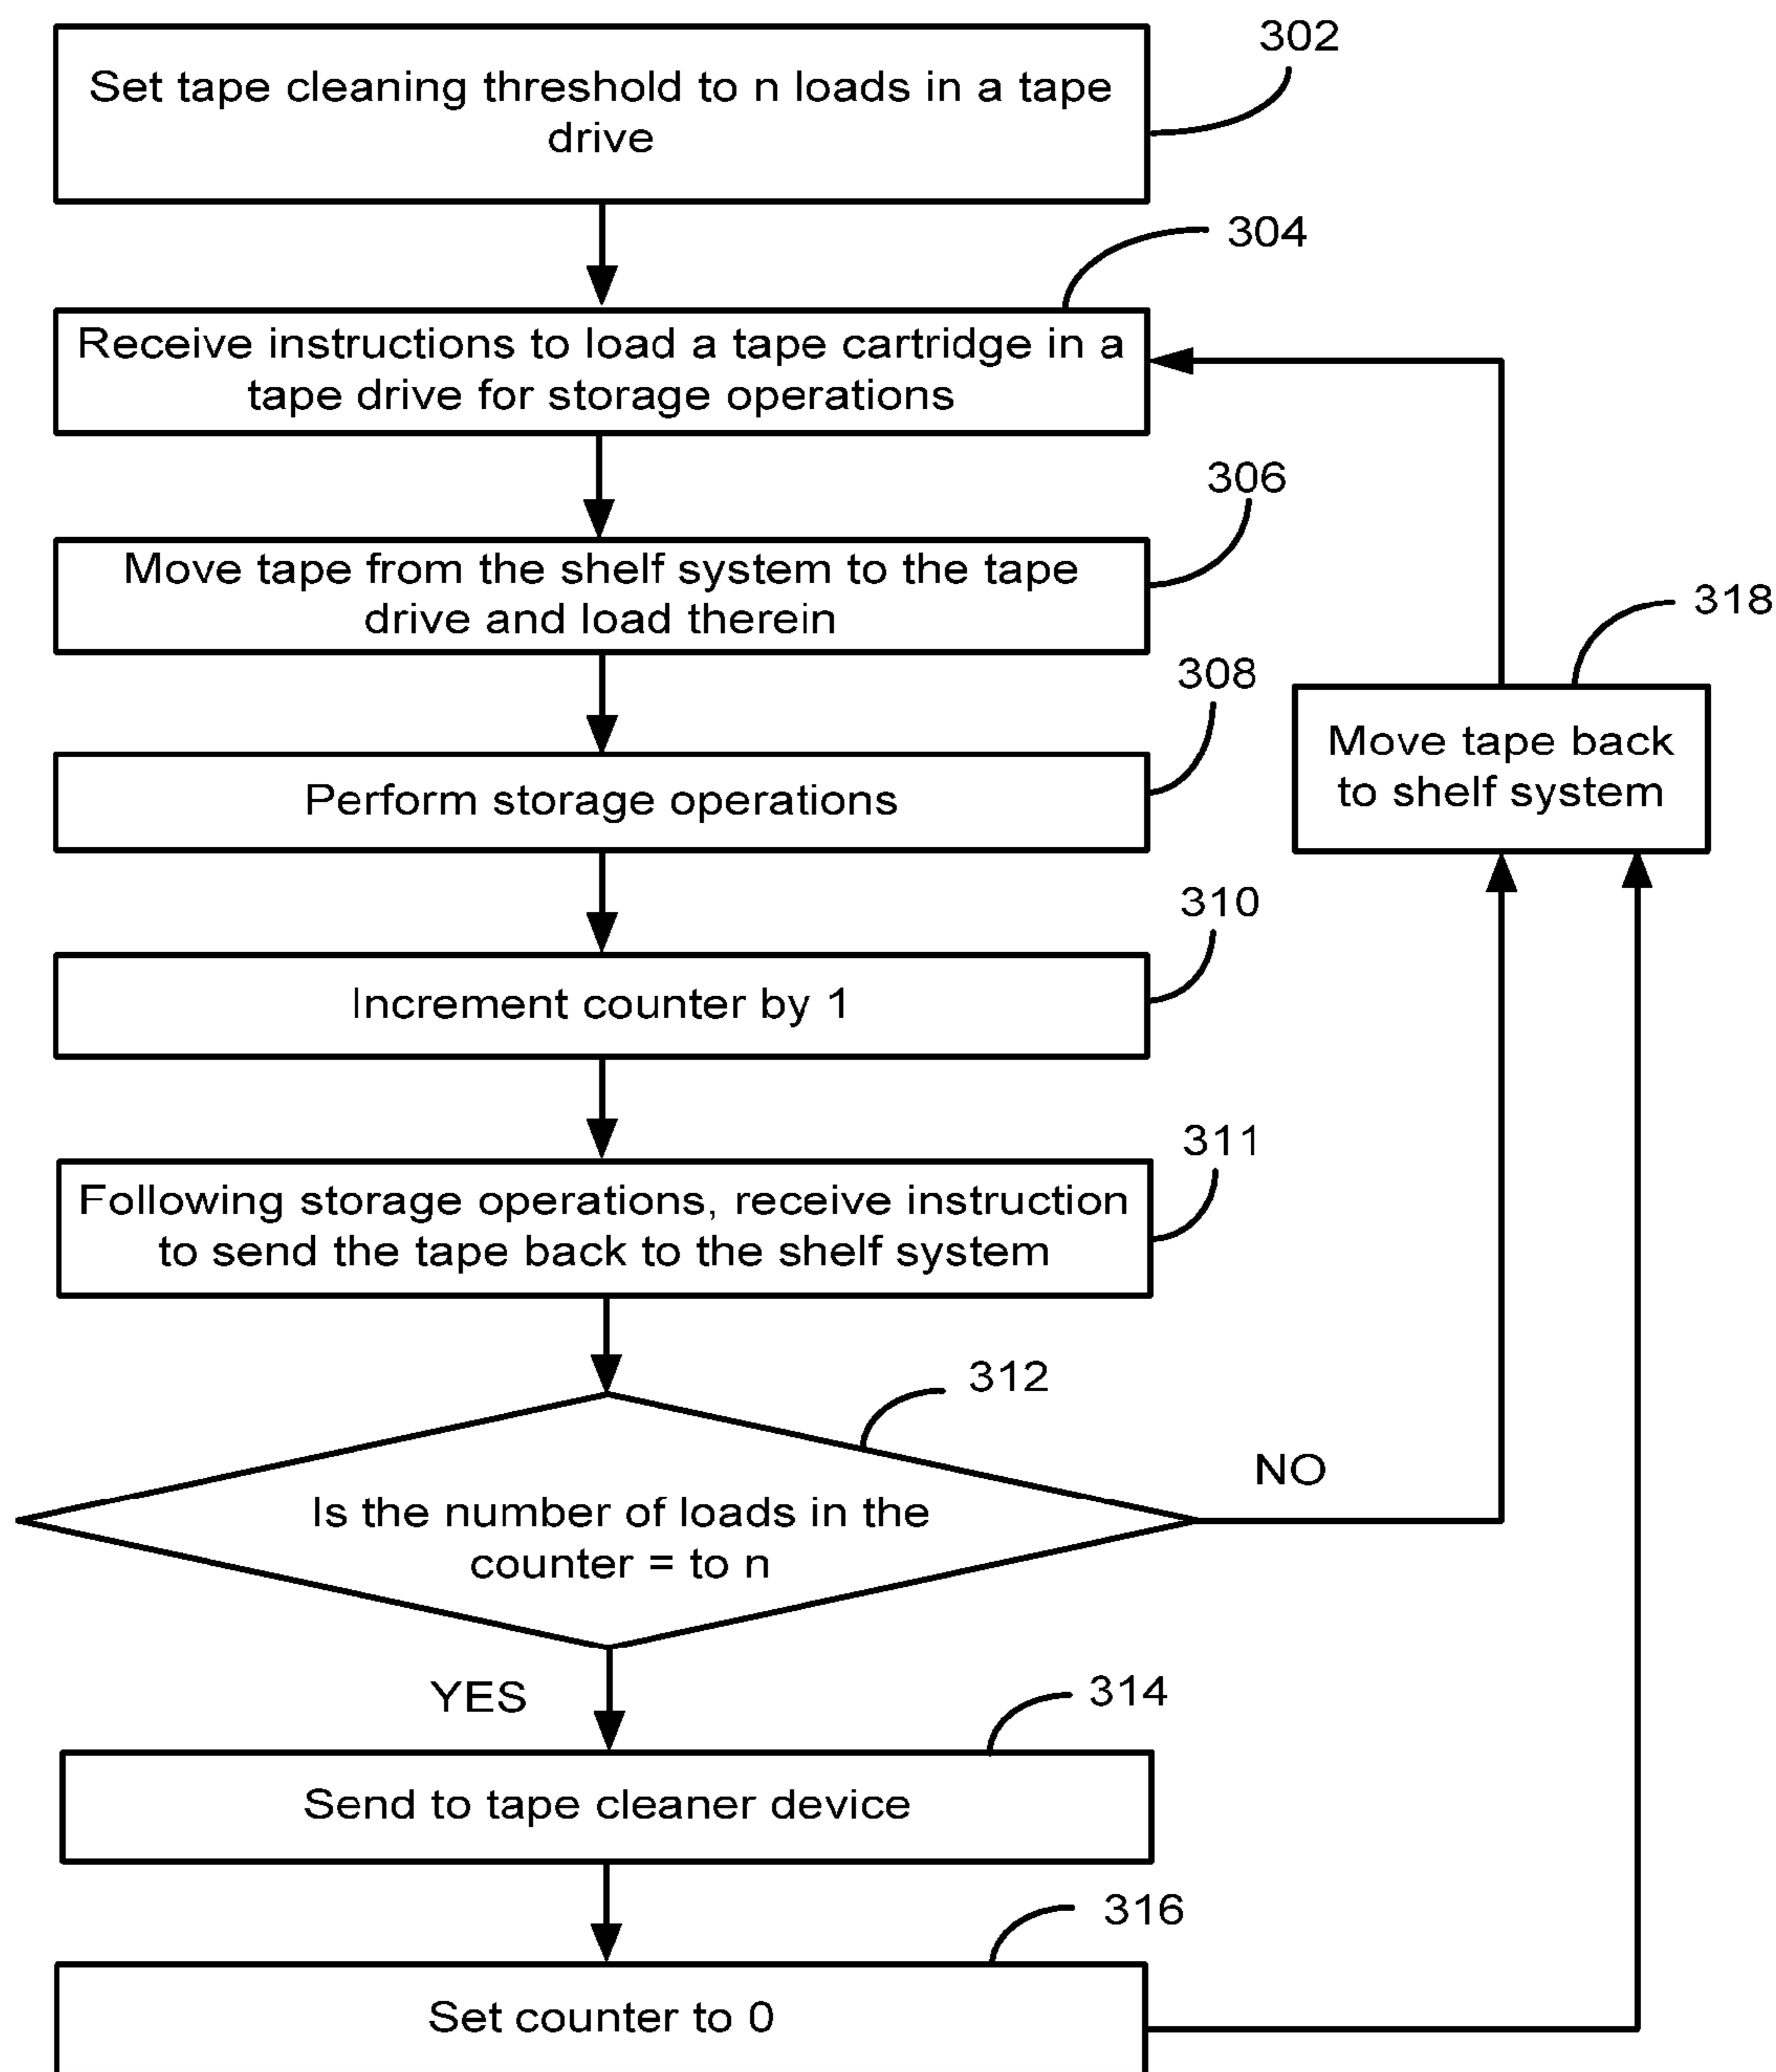 302
Set tape cleaning threshold to n loads in a tape
drive
304
Receive instructions to load a tape cartridge in a
tape drive for storage operations
306
Move tape from the shelf system to the tape
drive and load therein
318
308
Move tape back
to shelf system
Perform storage operations
310
Increment counter by 1
311
Following storage operations, receive instruction
to send the tape back to the shelf system
312
NO
Is the number of loads in the
counter = to n
YES
314
Send to tape cleaner device
316
Set counter to 0